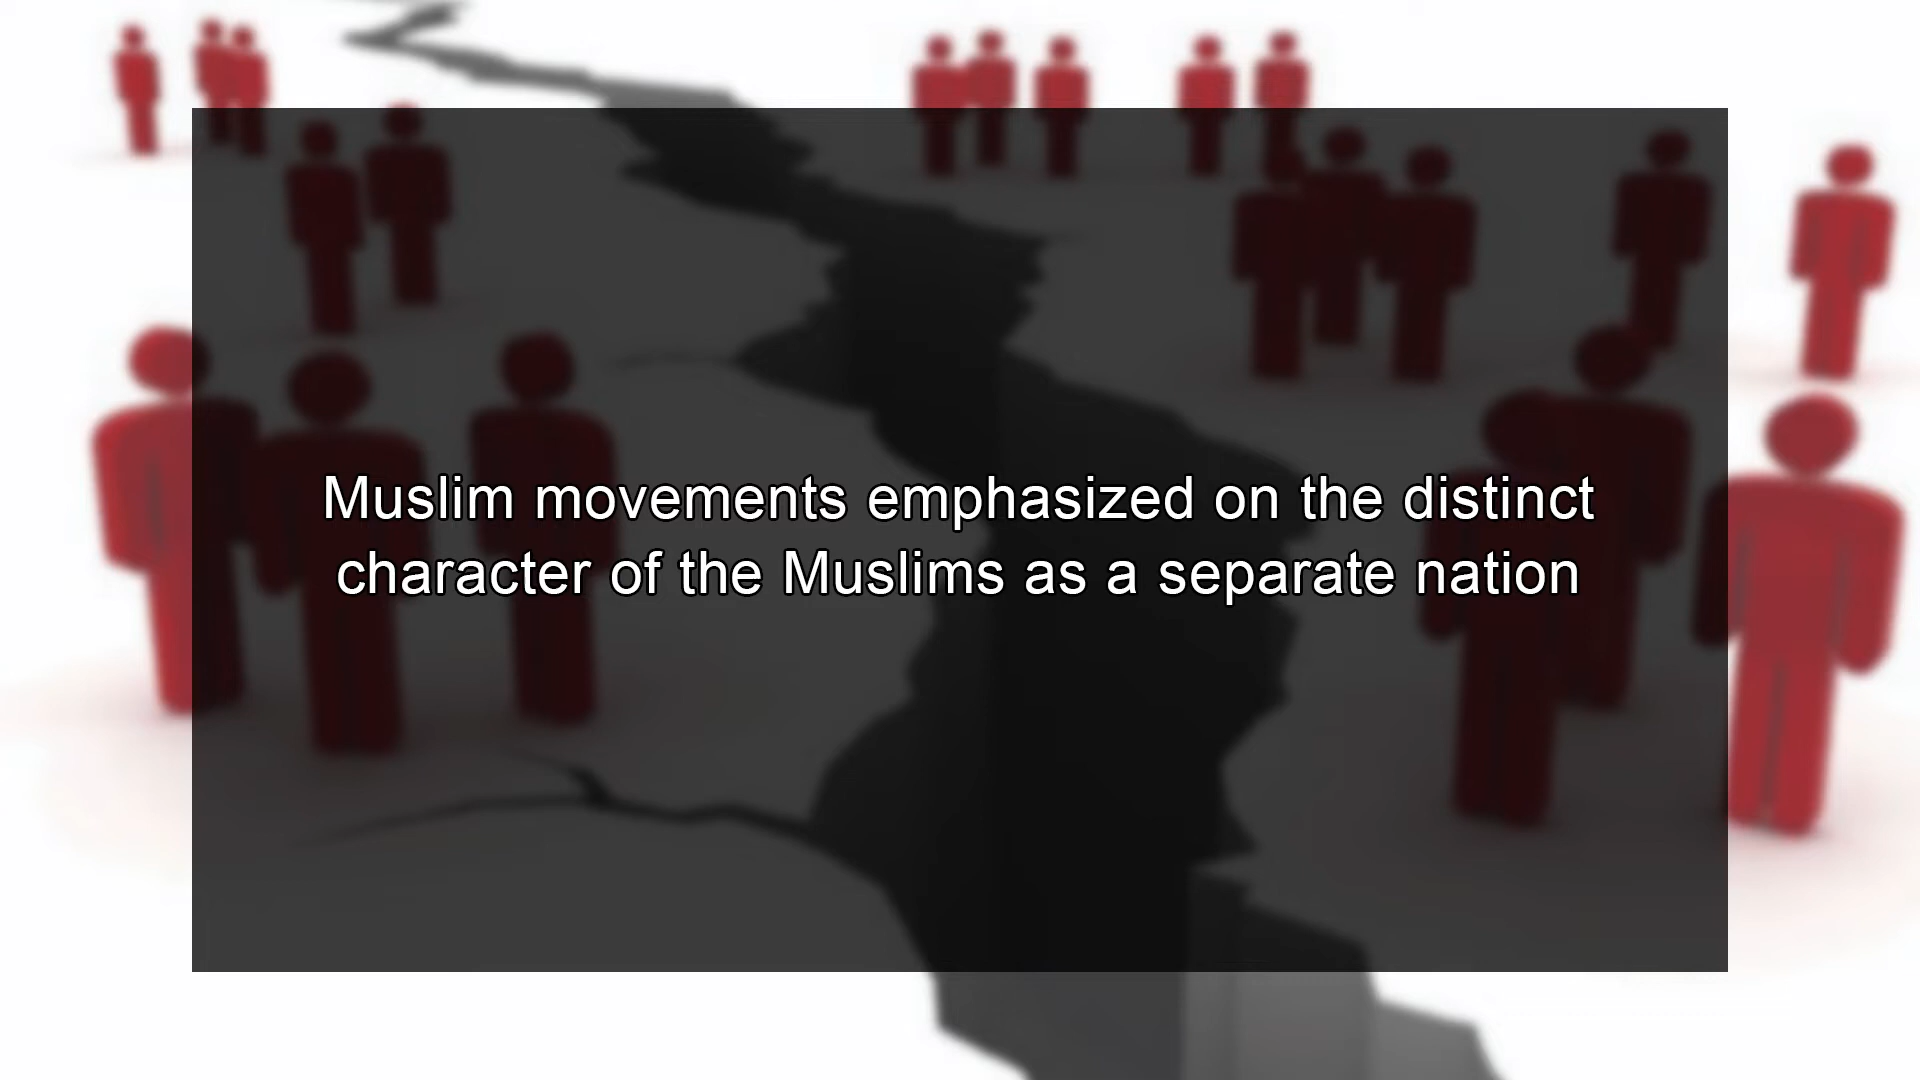 Muslim movements emphasized on the distinct
character of the Muslims as a separate nation